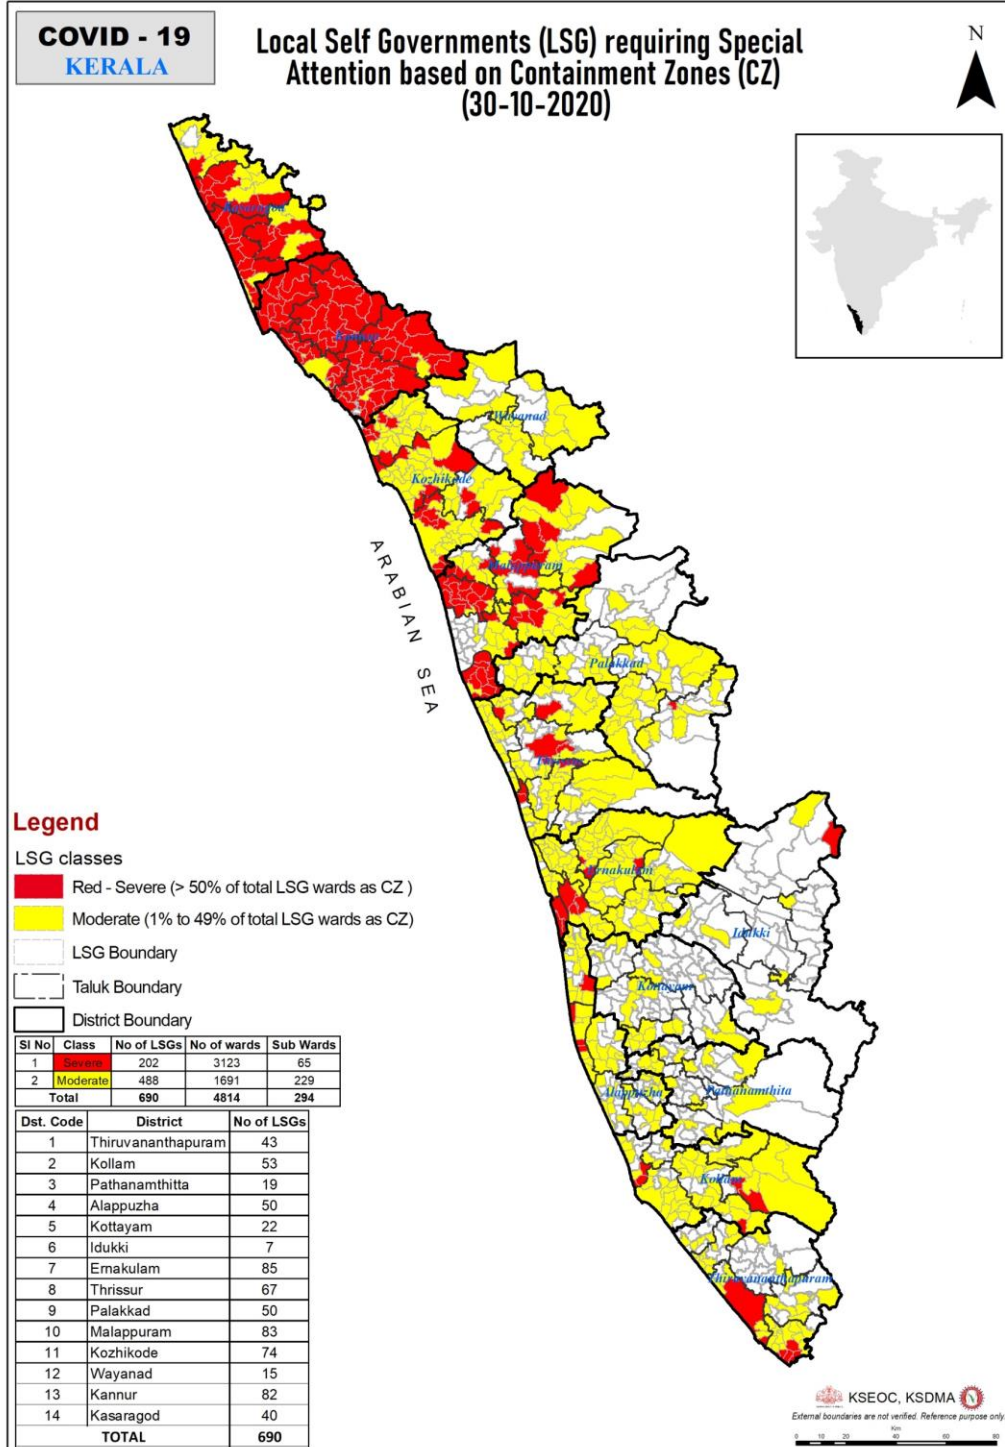 COVID - 19
KERALA
Local Self Governments (LSG) requiring Special
Attention based on Containment Zones (CZ)
(30-10-2020)
N
Kasaragod
Kannur
Wayanad
Kozhikode
Malappuram
ARABIAN SEA
Palakkad
Thrissur
Ernakulam
Idukki
Kottayam
Alappuzha
Pathanamthitta
Kollam
Thiruvananthapuram
Legend
LSG classes
Red - Severe (> 50% of total LSG wards as CZ )
Moderate (1% to 49% of total LSG wards as CZ)
LSG Boundary
Taluk Boundary
District Boundary
Sl No Class No of LSGs No of wards Sub Wards
1 Severe 202 3123 65
2 Moderate 488 1691 229
Total 690 4814 294
Dst. Code District No of LSGs
1 Thiruvananthapuram 43
2 Kollam 53
3 Pathanamthitta 19
4 Alappuzha 50
5 Kottayam 22
6 Idukki 7
7 Ernakulam 85
8 Thrissur 67
9 Palakkad 50
10 Malappuram 83
11 Kozhikode 74
12 Wayanad 15
13 Kannur 82
14 Kasaragod 40
TOTAL 690
KSEOC, KSDMA
External boundaries are not verified. Reference purpose only.
Km
0 10 20 40 60 80